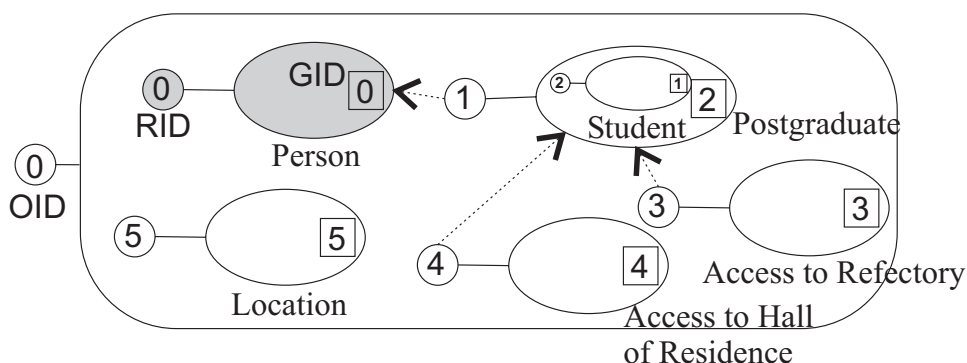 GID
0
0
RID
Person
1
2
1
2
Student
Postgraduate
0
OID
5
5
Location
4
4
Access to Hall
of Residence
3
3
Access to Refectory